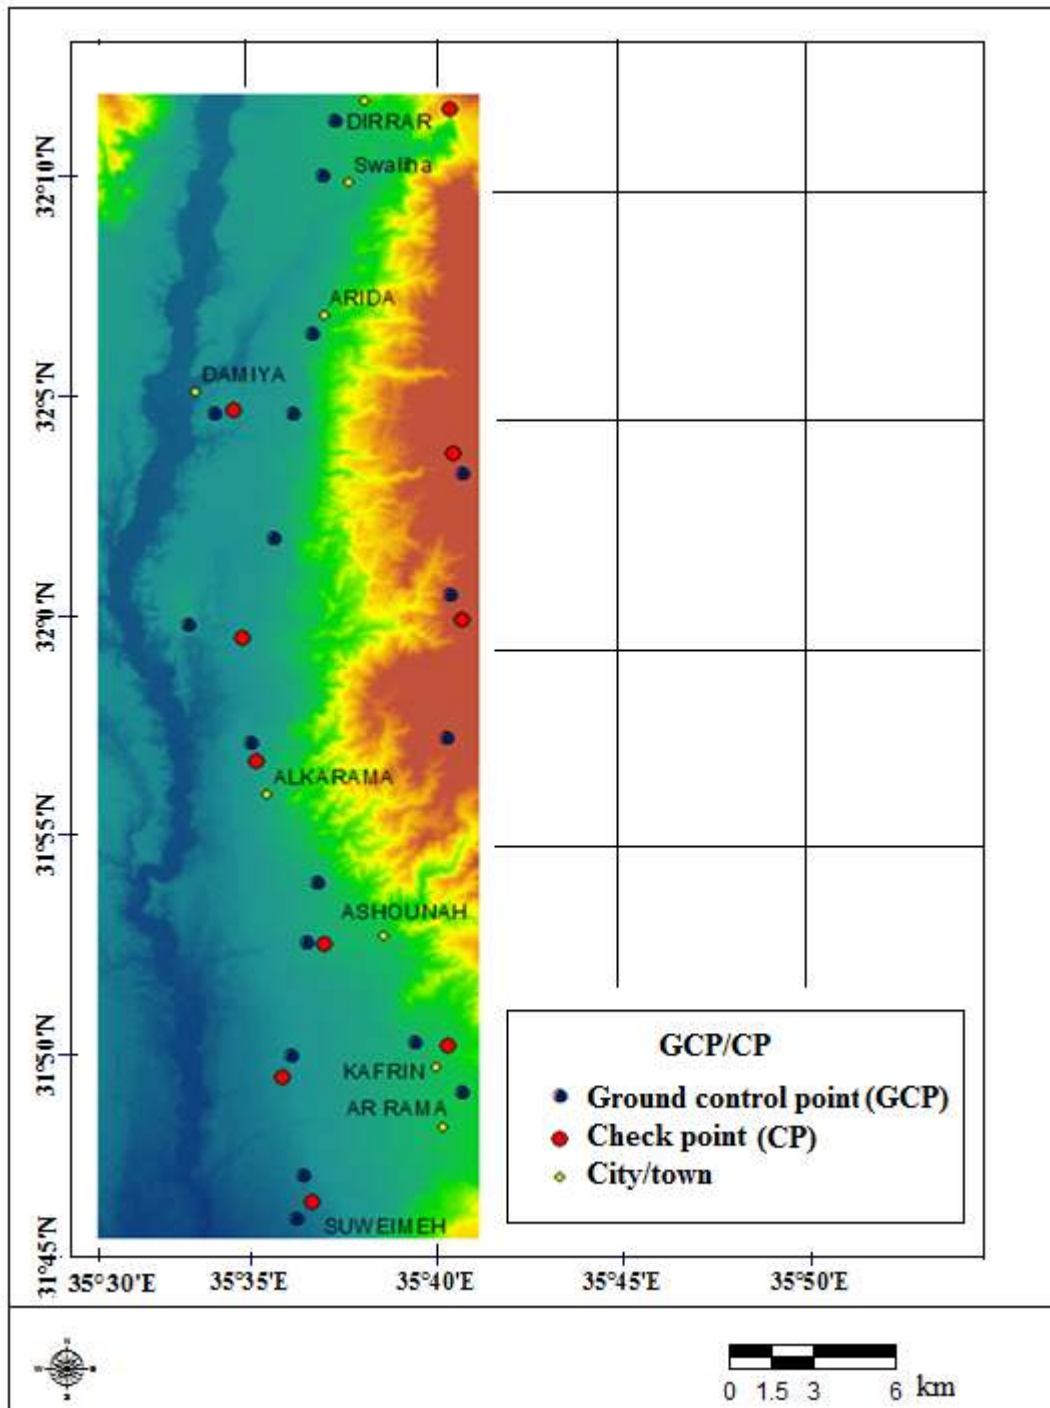 DIRRAR
Swaliha
32°10'N
ARIDA
DAMIYA
32°5'N
32°0'N
ALKARAMA
31°55'N
ASHOUNAH
GCP/CP
31°50'N
KAFRIN
Ground control point (GCP)
AR RAMA
Check point (CP)
City/town
SUWEIMEH
31°45'N
35°30'E 35°35'E 35°40'E 35°45'E 35°50'E
0 1.5 3 6 km